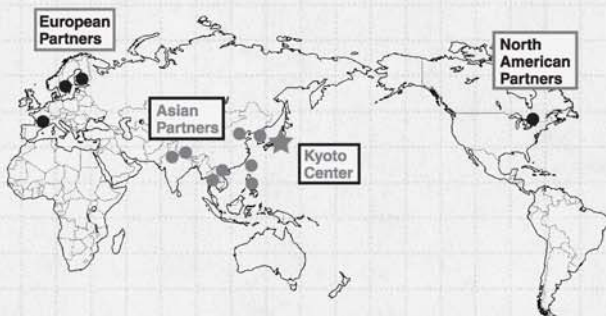 European
Partners
North
American
Partners
Asian
Partners
Kyoto
Center